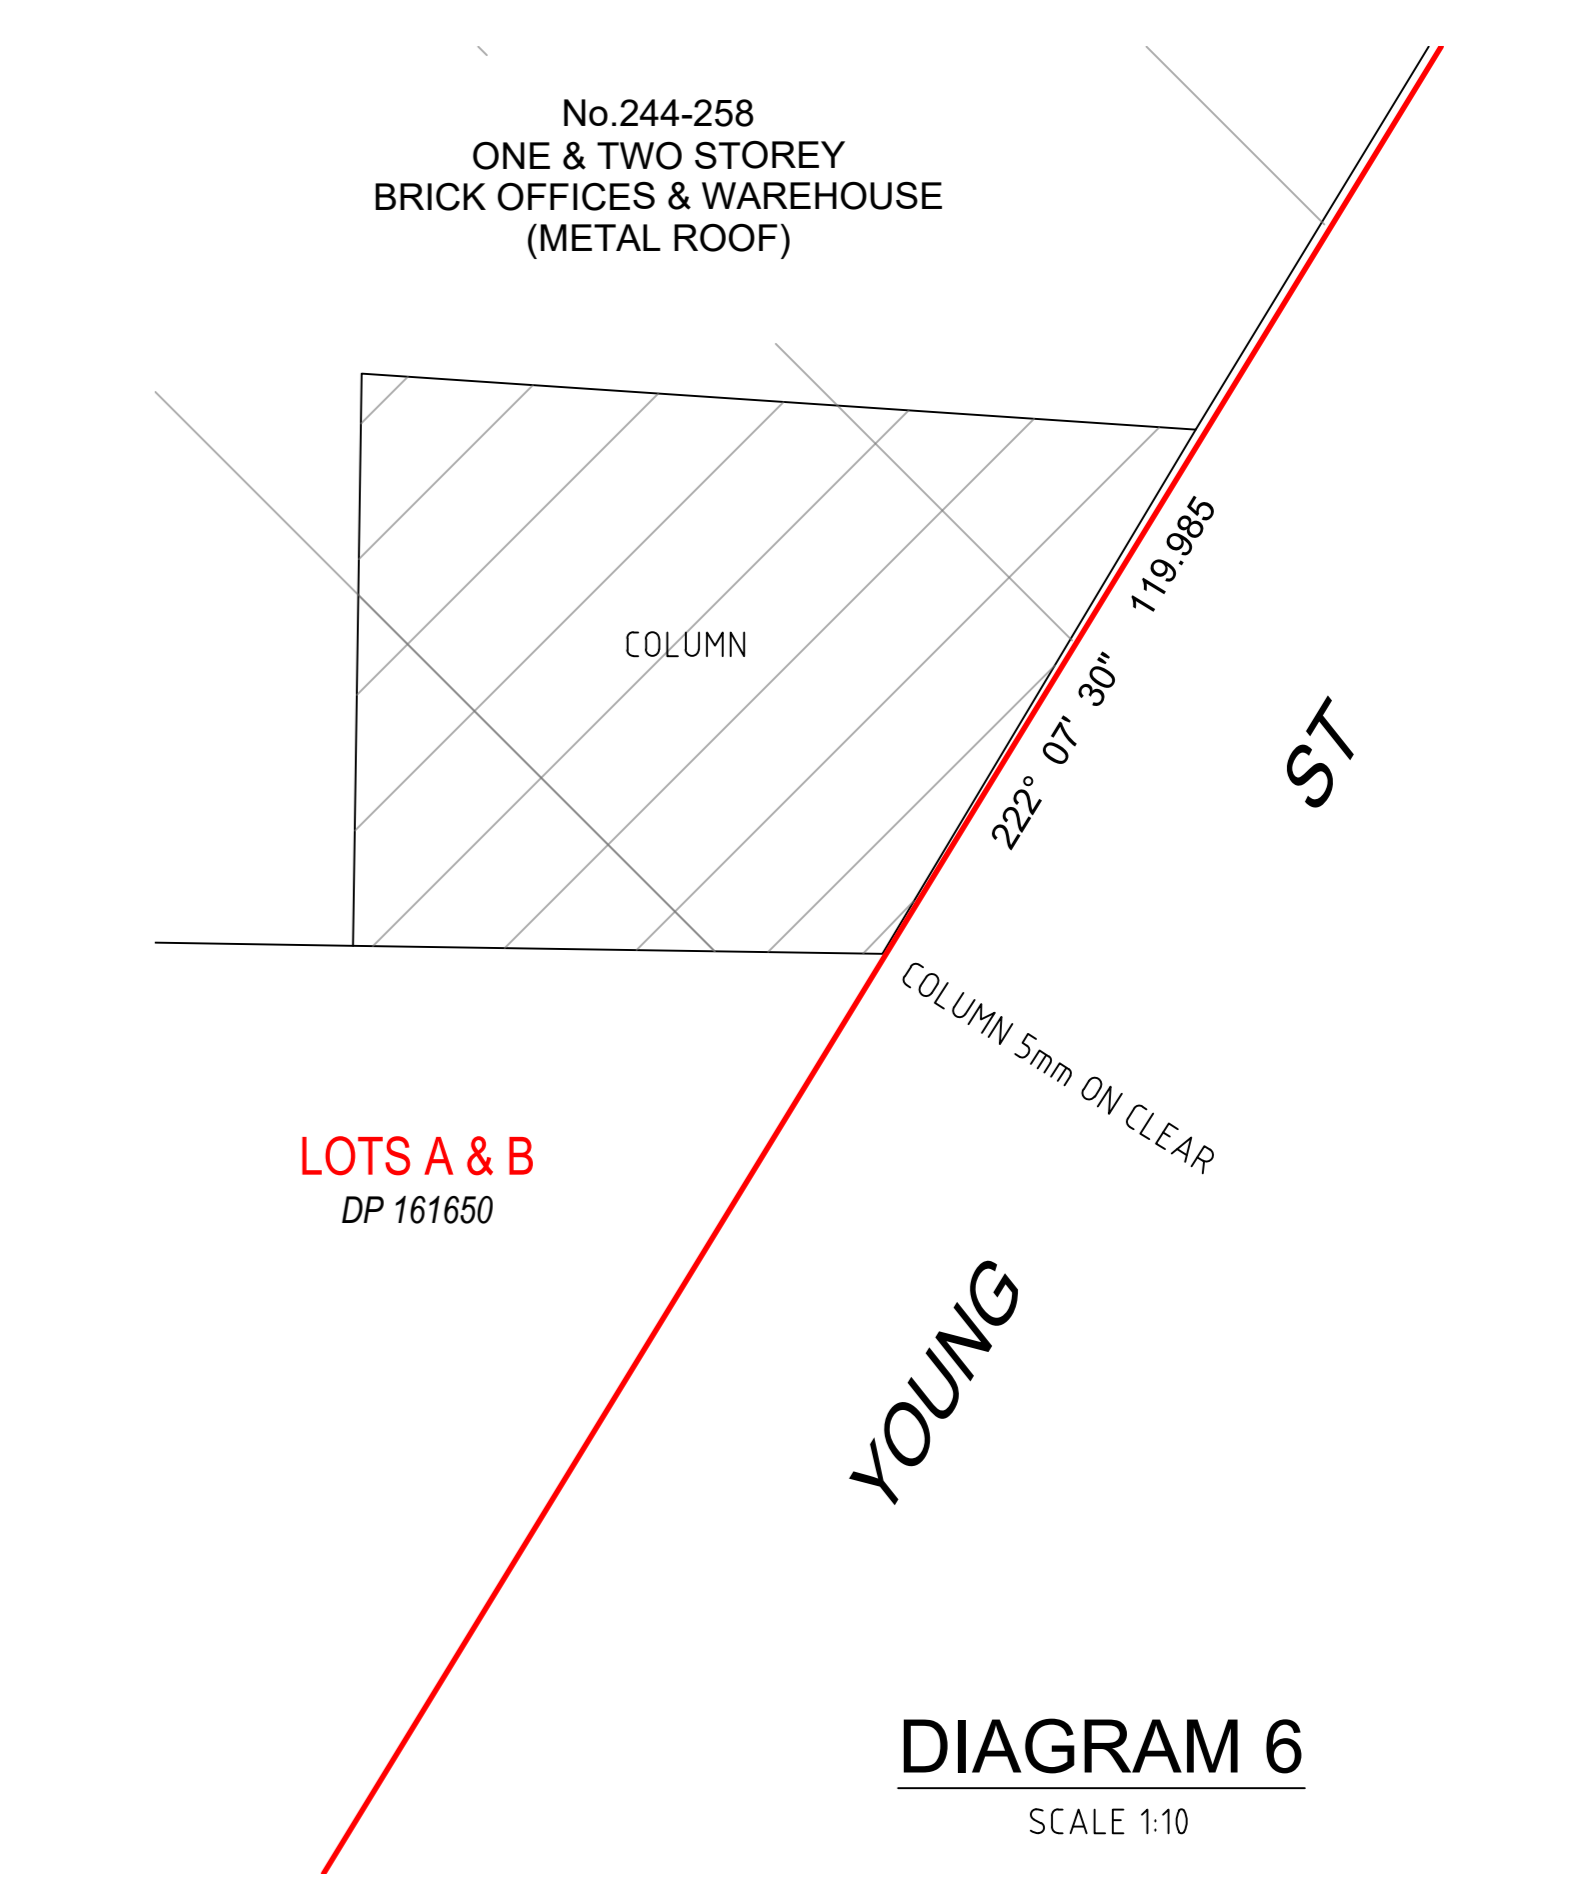 No.244-258
ONE & TWO STOREY
BRICK OFFICES & WAREHOUSE
(METAL ROOF)
COLUMN
222° 07' 30" 119.985
COLUMN 5mm ON CLEAR
YOUNG ST
LOTS A & B
DP 161650
DIAGRAM 6
SCALE 1:10